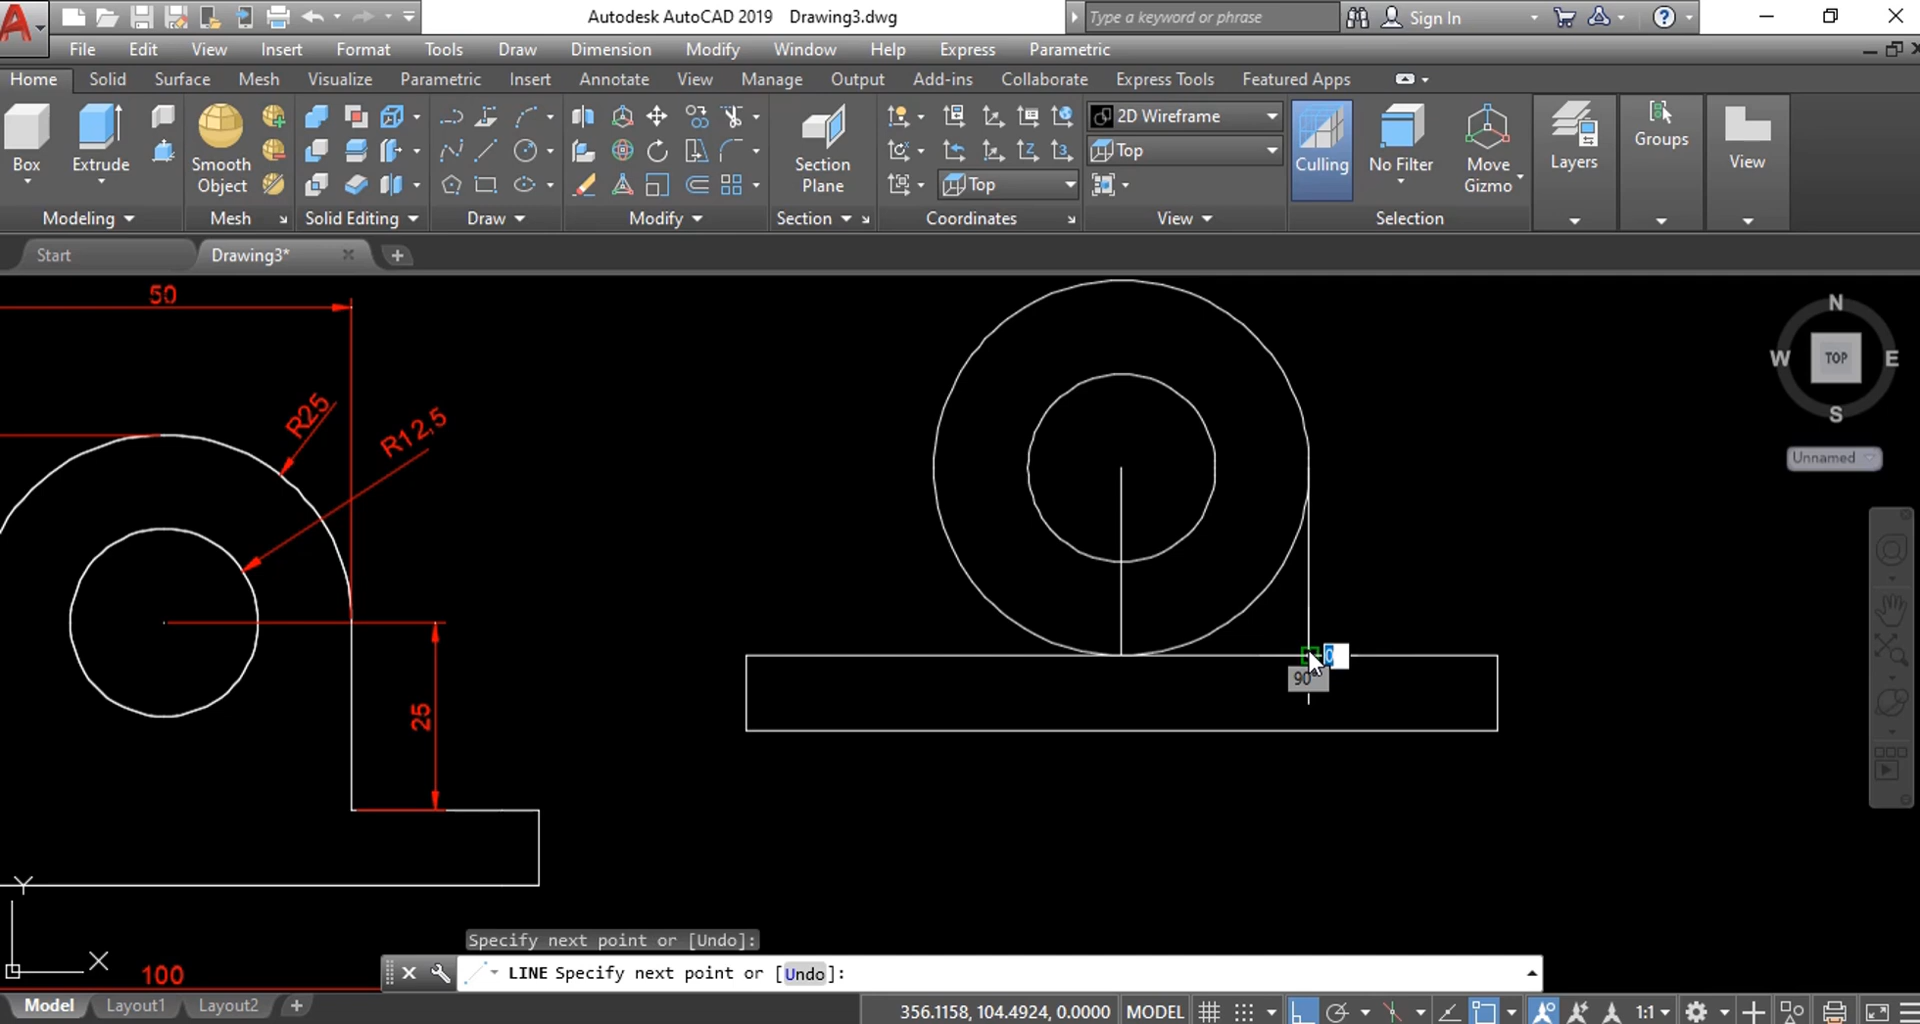 Autodesk AutoCAD 2019 Drawing3.dwg
Type a keyword or phrase
Sign In
File Edit View Insert Format Tools Draw Dimension Modify Window Help Express Parametric
Home Solid Surface Mesh Visualize Parametric Insert Annotate View Manage Output Add-ins Collaborate Express Tools Featured Apps
2D Wireframe
Top
Top
Box
Extrude
Smooth
Object
Section
Plane
Culling
No Filter
Move
Gizmo
Layers
Groups
View
Modeling Mesh Solid Editing Draw Modify Section Coordinates View Selection
Start
Drawing3*
50
R25
R12,5
25
100
N
W TOP E
S
Unnamed
0
90°
Y
X
Specify next point or [Undo]:
LINE Specify next point or [Undo]:
Model Layout1 Layout2
356.1158, 104.4924, 0.0000 MODEL
1:1